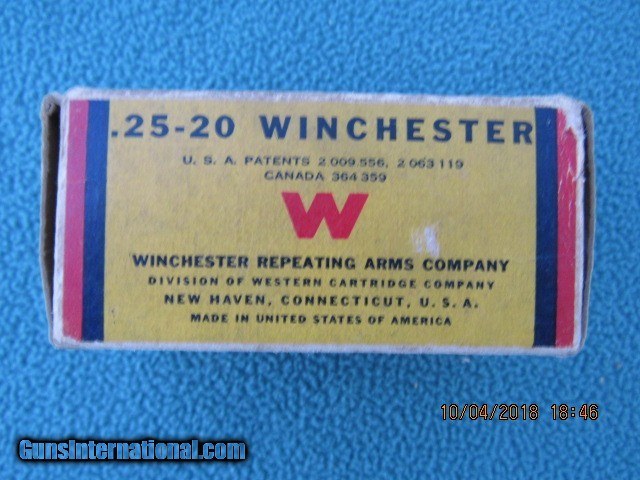 .25-20 WINCHESTER
U. S. A. PATENTS 2 009.556, 2 063 119
CANADA 364 359
W
WINCHESTER REPEATING ARMS COMPANY
DIVISION OF WESTERN CARTRIDGE COMPANY
NEW HAVEN, CONNECTICUT, U. S. A.
MADE IN UNITED STATES OF AMERICA
10/04/2018 18:46
GunsInternational.com